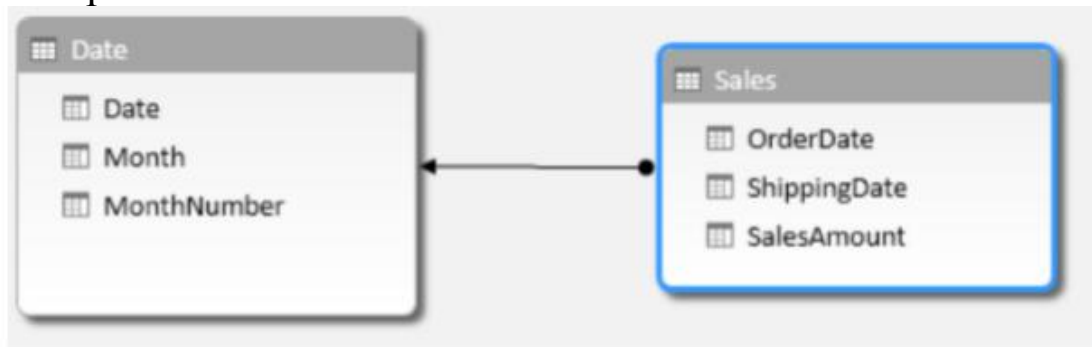 Date
Date
Month
MonthNumber
Sales
OrderDate
ShippingDate
SalesAmount